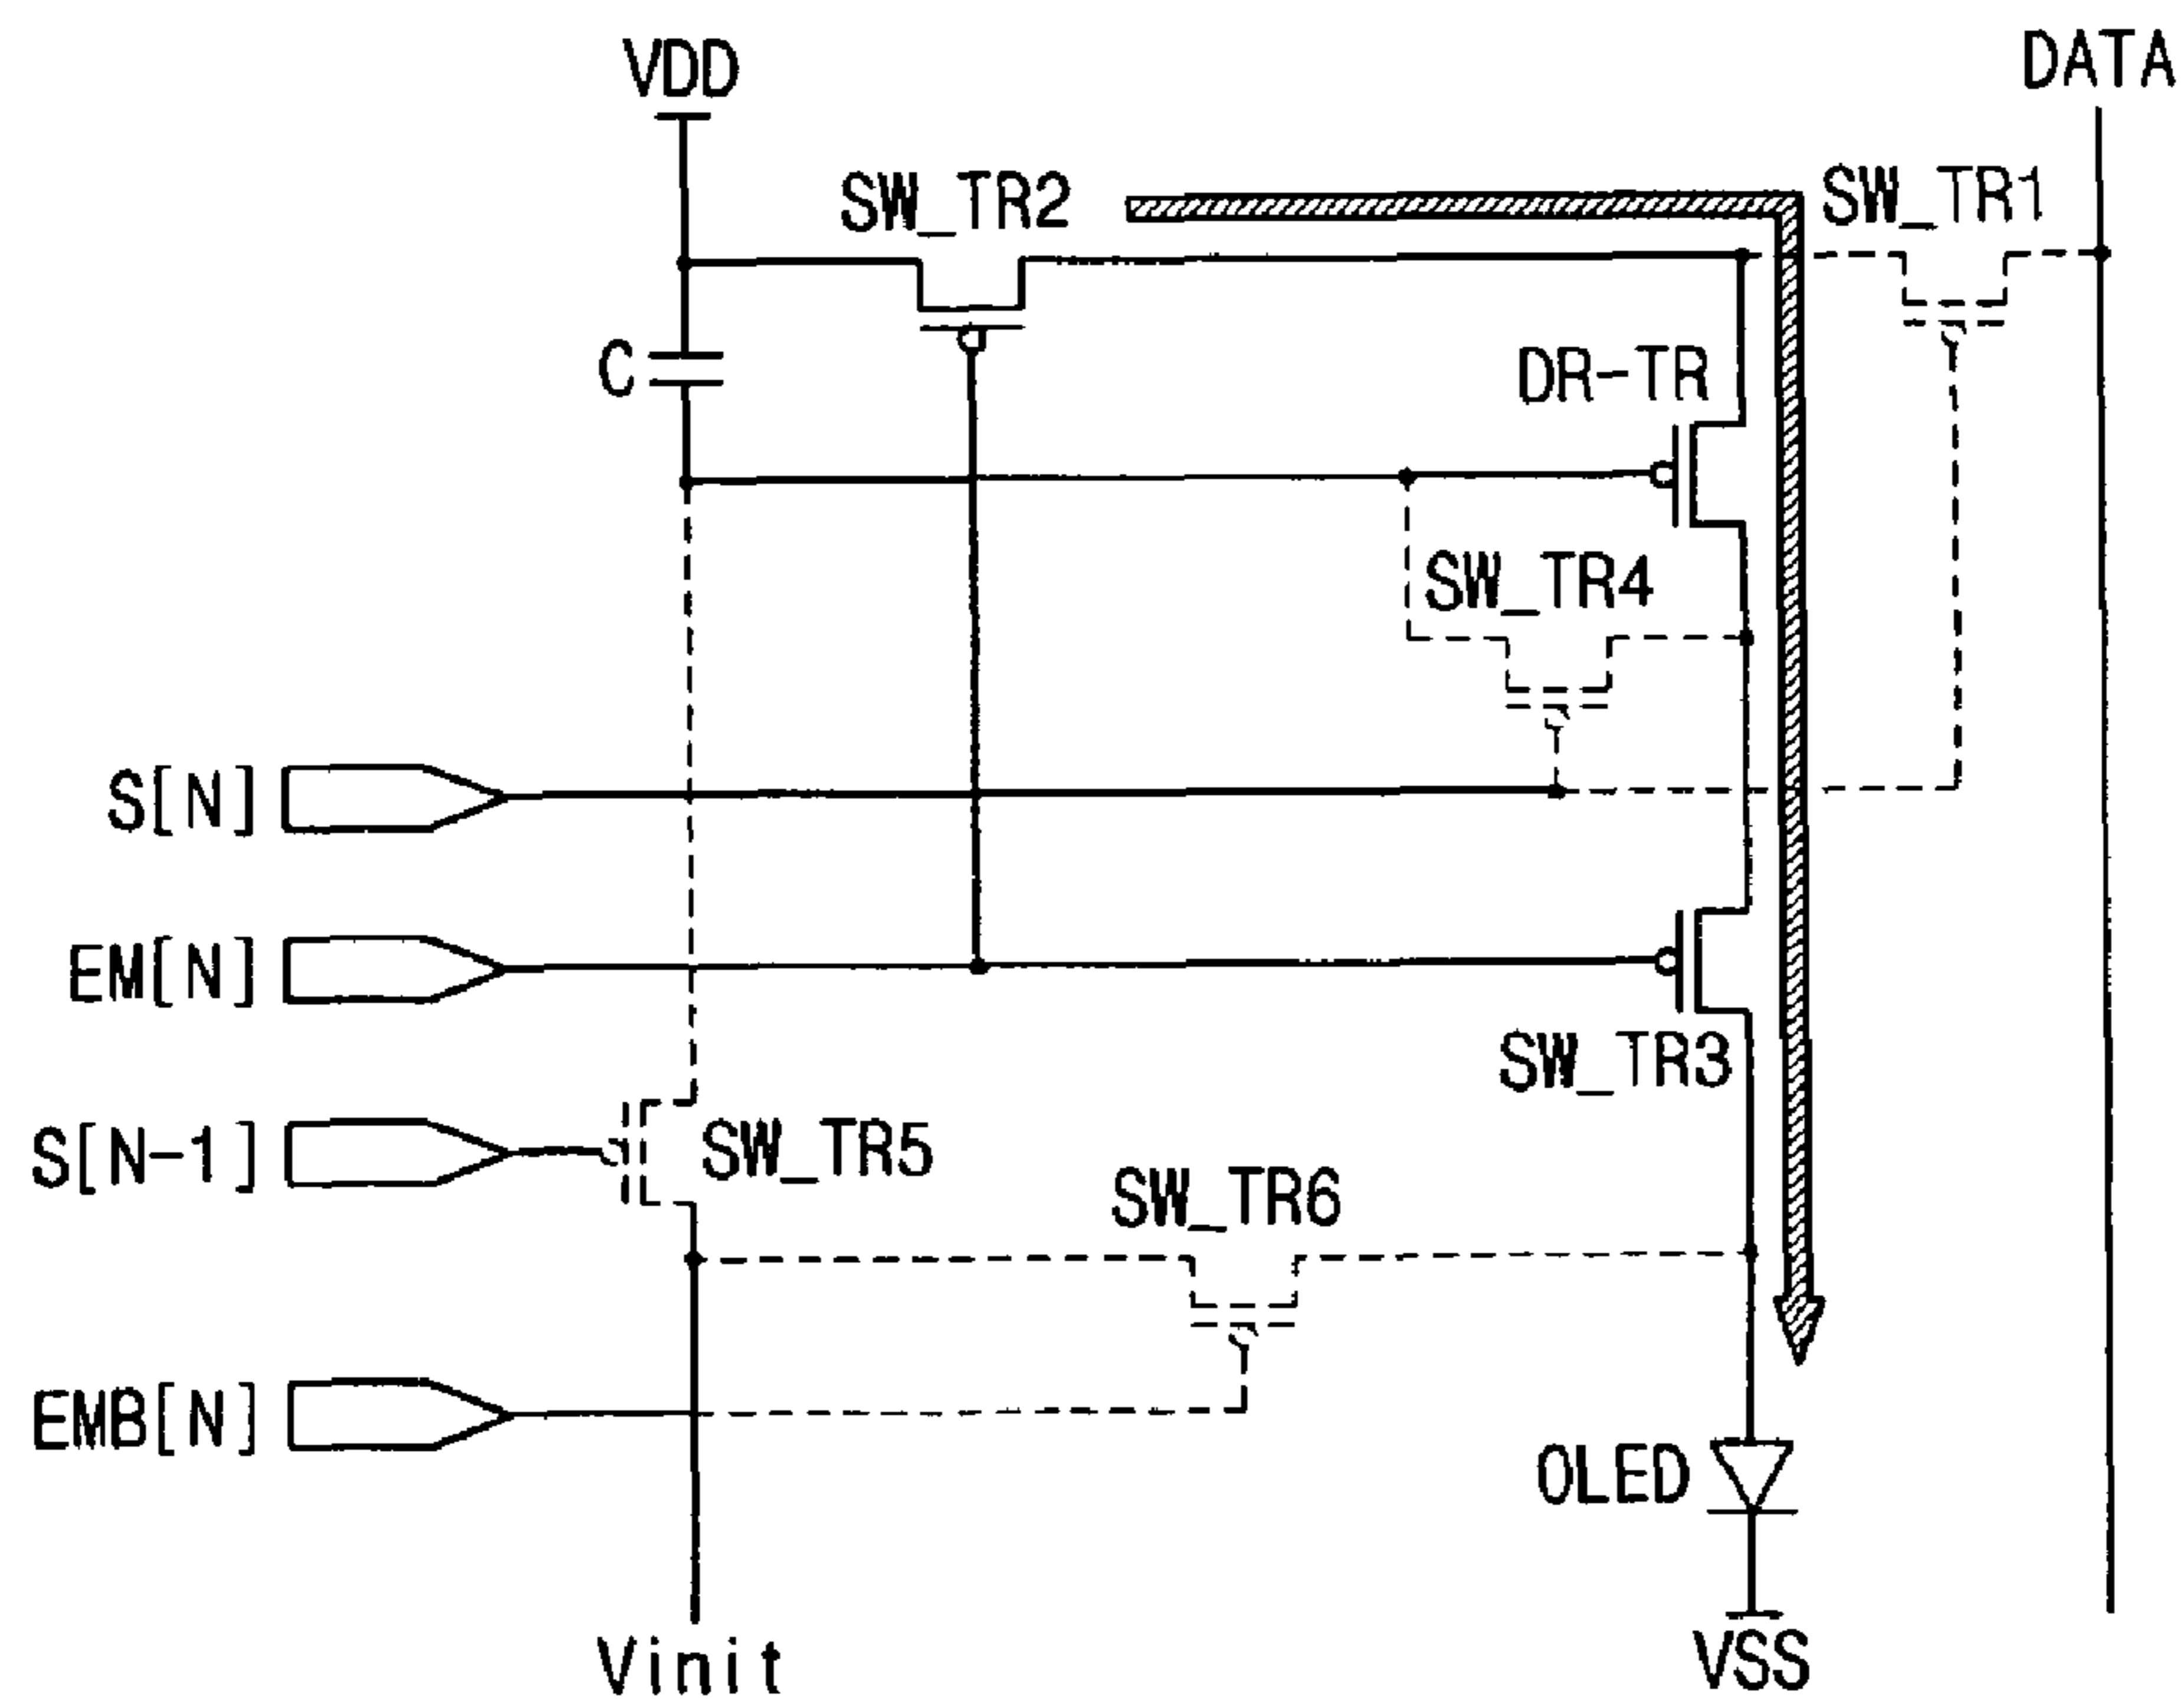 VDD
DATA
SW_TR2
SW_TR1
C
DR-TR
SW_TR4
S[N]
EM[N]
SW_TR3
S[N-1]
SW_TR5
SW_TR6
EMB[N]
OLED
Vinit
VSS